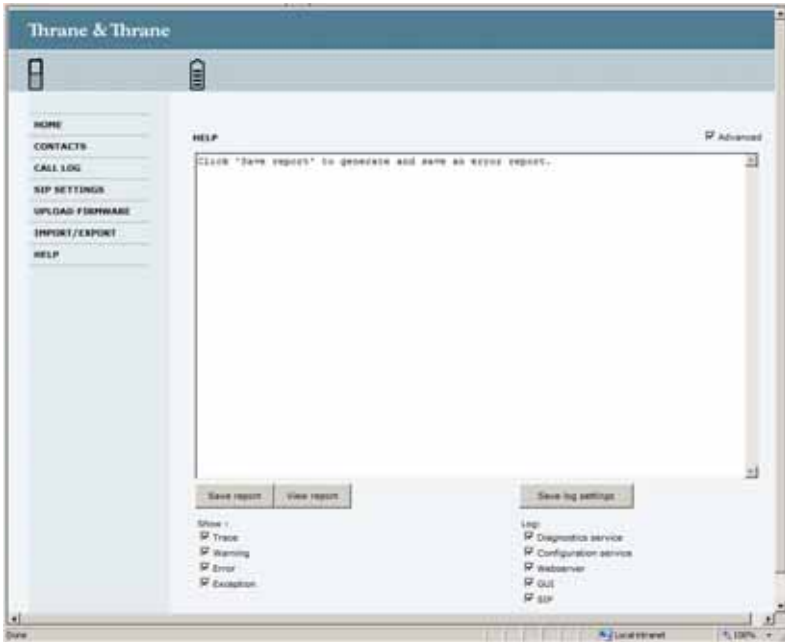 Thrane & Thrane
HOME
CONTACTS
CALL LOG
SIP SETTINGS
UPLOAD FIRMWARE
IMPORT/EXPORT
HELP
HELP
Advanced
Click 'Save report' to generate and save an error report.
Save report
View report
Save log settings
Show :
Trace
Warning
Error
Exception
Log:
Diagnostics service
Configuration service
Webserver
GUI
SIP
Done
Local intranet
100%